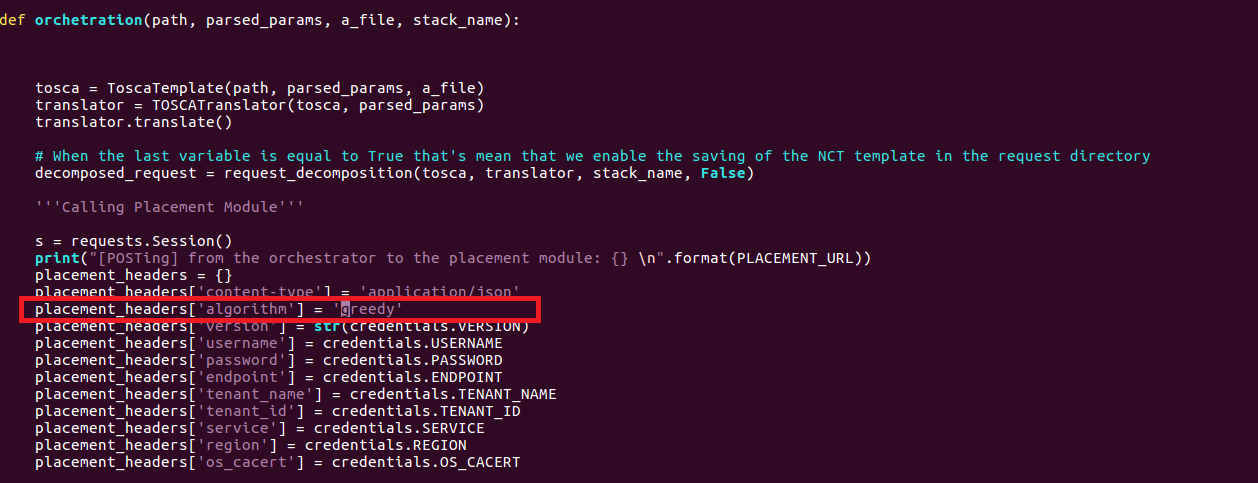 def orchetration(path, parsed_params, a_file, stack_name):
tosca = ToscaTemplate(path, parsed_params, a_file)
translator = TOSCATranslator(tosca, parsed_params)
translator.translate()
# When the last variable is equal to True that's mean that we enable the saving of the NCT template in the request directory
decomposed_request = request_decomposition(tosca, translator, stack_name, False)
'''Calling Placement Module'''
s = requests.Session()
print("[POSTing] from the orchestrator to the placement module: {} \n".format(PLACEMENT_URL))
placement_headers = {}
placement_headers['content-type'] = 'application/json'
placement_headers['algorithm'] = 'greedy'
placement_headers['version'] = str(credentials.VERSION)
placement_headers['username'] = credentials.USERNAME
placement_headers['password'] = credentials.PASSWORD
placement_headers['endpoint'] = credentials.ENDPOINT
placement_headers['tenant_name'] = credentials.TENANT_NAME
placement_headers['tenant_id'] = credentials.TENANT_ID
placement_headers['service'] = credentials.SERVICE
placement_headers['region'] = credentials.REGION
placement_headers['os_cacert'] = credentials.OS_CACERT